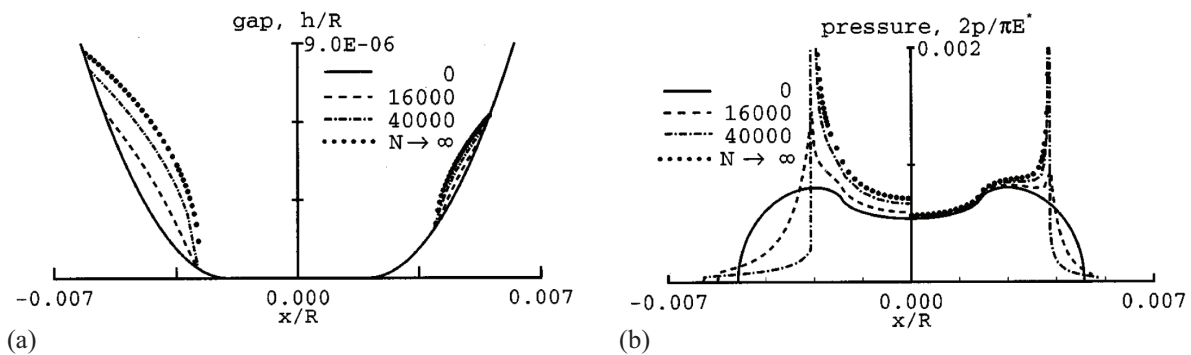 gap, h/R
9.0E-06
0
16000
40000
N → ∞
-0.007
0.000
0.007
x/R
(a)
pressure, 2p/πE*
0.002
0
16000
40000
N → ∞
-0.007
0.000
0.007
x/R
(b)